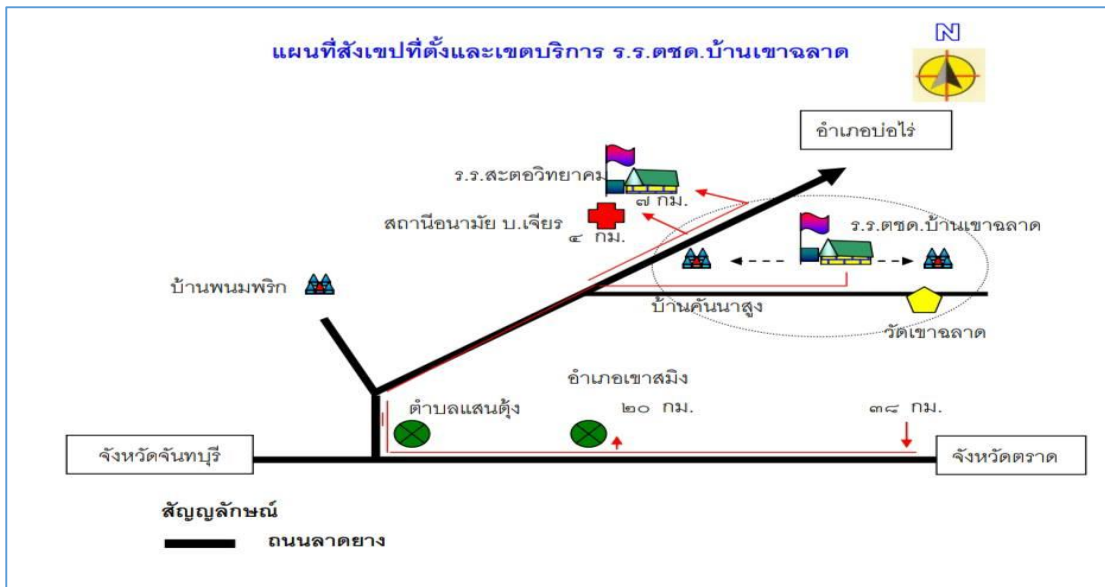 N
แผนที่สังเขปที่ตั้งและเขตบริการ ร.ร.ตชด.บ้านเขาฉลาด
อำเภอบ่อไร่
ร.ร.สะตอวิทยาคม
๗ กม.
สถานีอนามัย บ.เจียร
๔ กม.
ร.ร.ตชด.บ้านเขาฉลาด
บ้านพนมพริก
บ้านคันนาสูง
วัดเขาฉลาด
อำเภอเขาสมิง
ตำบลแสนตุ้ง
๒๐ กม.
๓๘ กม.
จังหวัดจันทบุรี
จังหวัดตราด
สัญญลักษณ์
ถนนลาดยาง